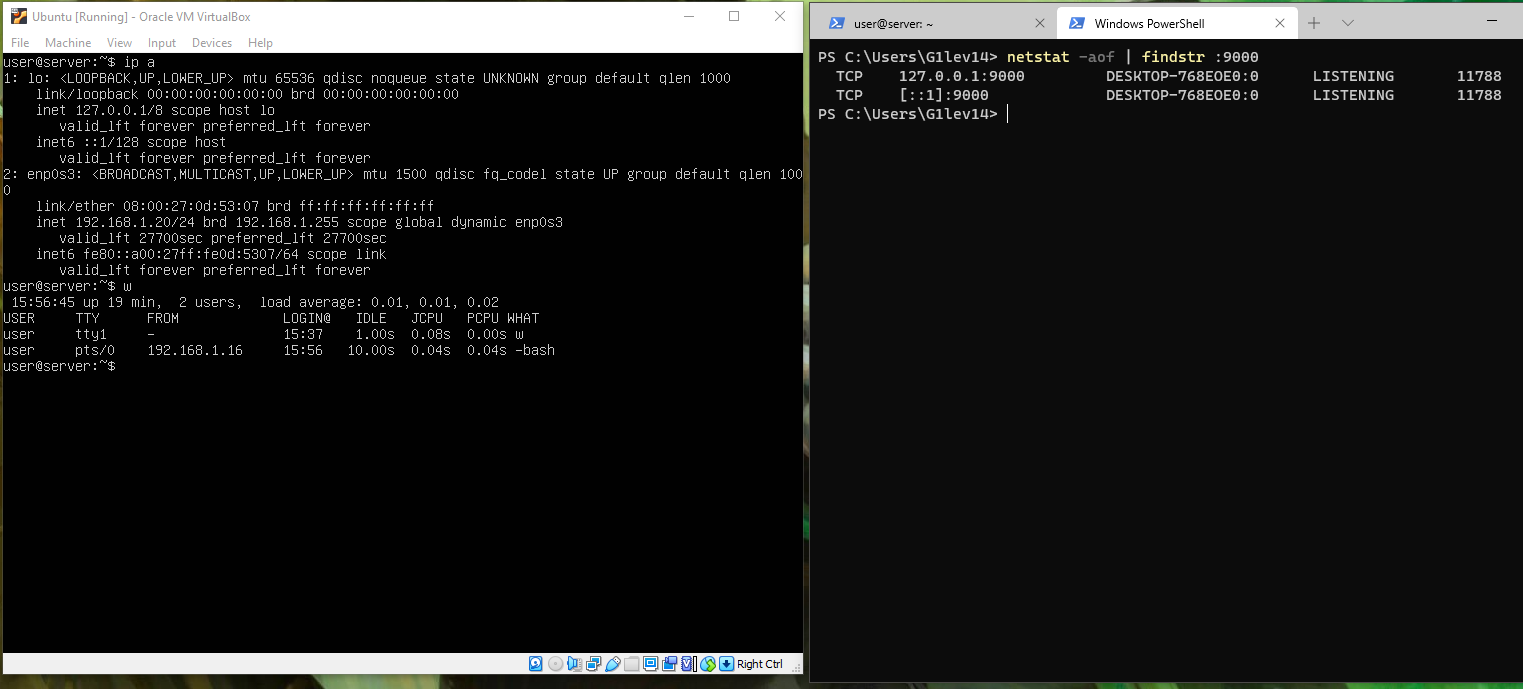 Ubuntu [Running] - Oracle VM VirtualBox
File Machine View Input Devices Help
user@server:~$ ip a
1: lo: <LOOPBACK,UP,LOWER_UP> mtu 65536 qdisc noqueue state UNKNOWN group default qlen 1000
link/loopback 00:00:00:00:00:00 brd 00:00:00:00:00:00
inet 127.0.0.1/8 scope host lo
valid_lft forever preferred_lft forever
inet6 ::1/128 scope host
valid_lft forever preferred_lft forever
2: enp0s3: <BROADCAST,MULTICAST,UP,LOWER_UP> mtu 1500 qdisc fq_codel state UP group default qlen 100
0
link/ether 08:00:27:0d:53:07 brd ff:ff:ff:ff:ff:ff
inet 192.168.1.20/24 brd 192.168.1.255 scope global dynamic enp0s3
valid_lft 27700sec preferred_lft 27700sec
inet6 fe80::a00:27ff:fe0d:5307/64 scope link
valid_lft forever preferred_lft forever
user@server:~$ w
15:56:45 up 19 min,  2 users,  load average: 0.01, 0.01, 0.02
USER     TTY      FROM             LOGIN@   IDLE   JCPU   PCPU WHAT
user     tty1     -                15:37    1.00s  0.08s  0.00s w
user     pts/0    192.168.1.16     15:56   10.00s  0.04s  0.04s -bash
user@server:~$
Right Ctrl
user@server: ~
Windows PowerShell
PS C:\Users\G1lev14> netstat -aof | findstr :9000
TCP    127.0.0.1:9000         DESKTOP-768EOE0:0      LISTENING       11788
TCP    [::1]:9000             DESKTOP-768EOE0:0      LISTENING       11788
PS C:\Users\G1lev14>